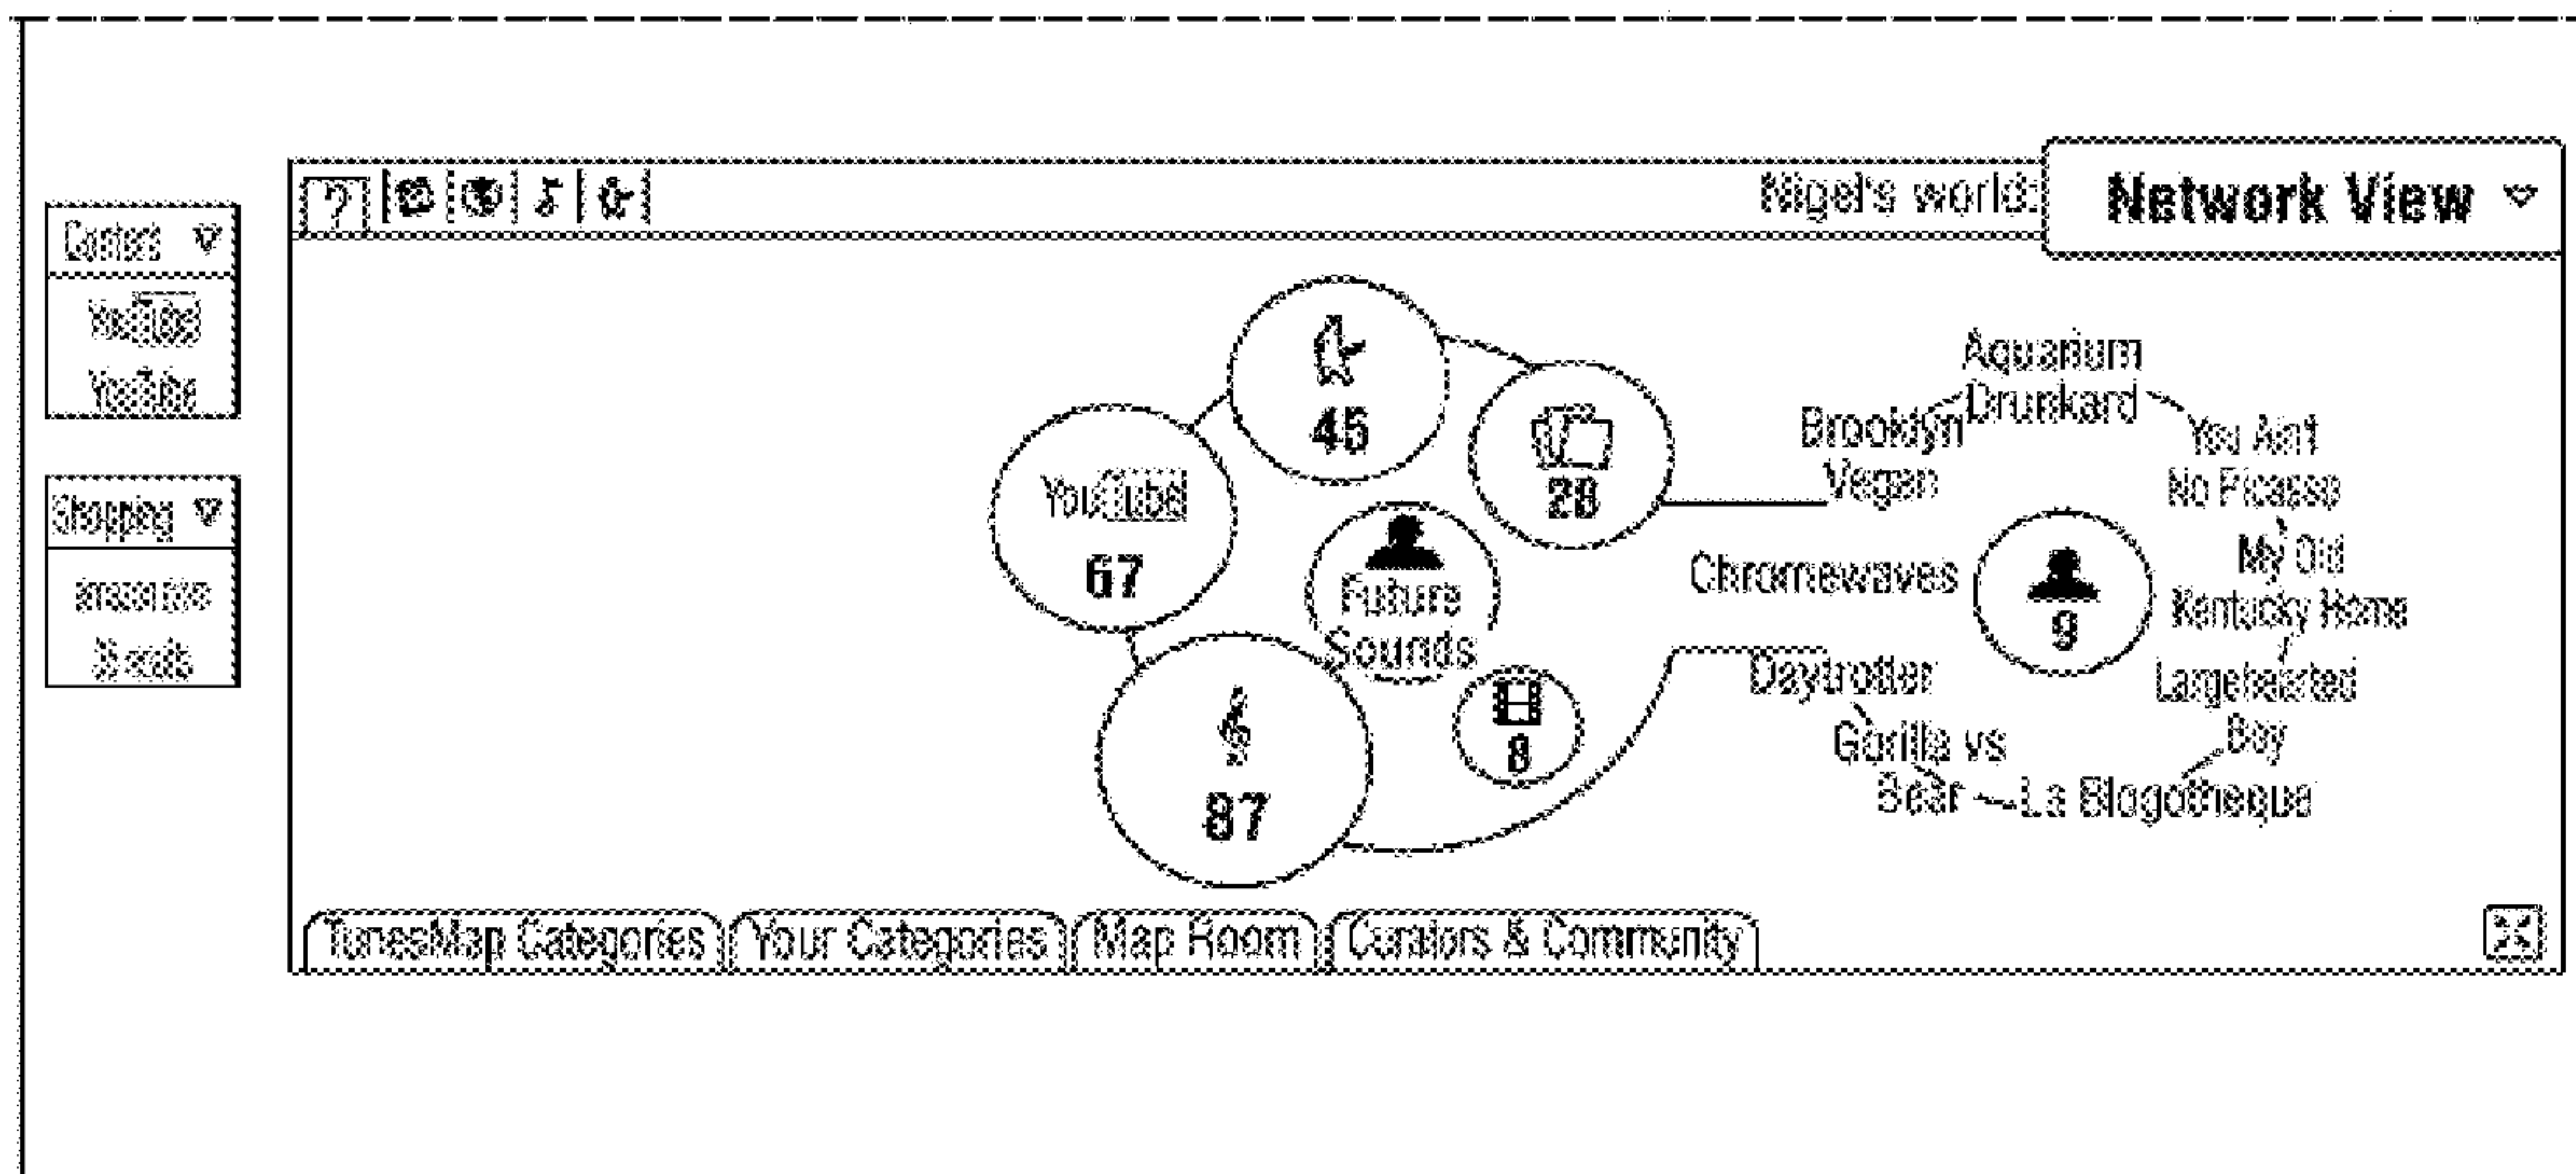 ?
Nigel's world:
Network View
Content
YouTube
YouTube
Shopping
45
28
YouTube
67
Future
Sounds
8
87
Aquarium
Drunkard
Brooklyn
Vegan
You Ain't
No Picasso
Chromewaves
9
My Old
Kentucky Home
Daytrotter
Largehearted
Boy
Gorilla vs
Bear
La Blogotheque
TunesMap Categories
Your Categories
Map Room
Curators & Community